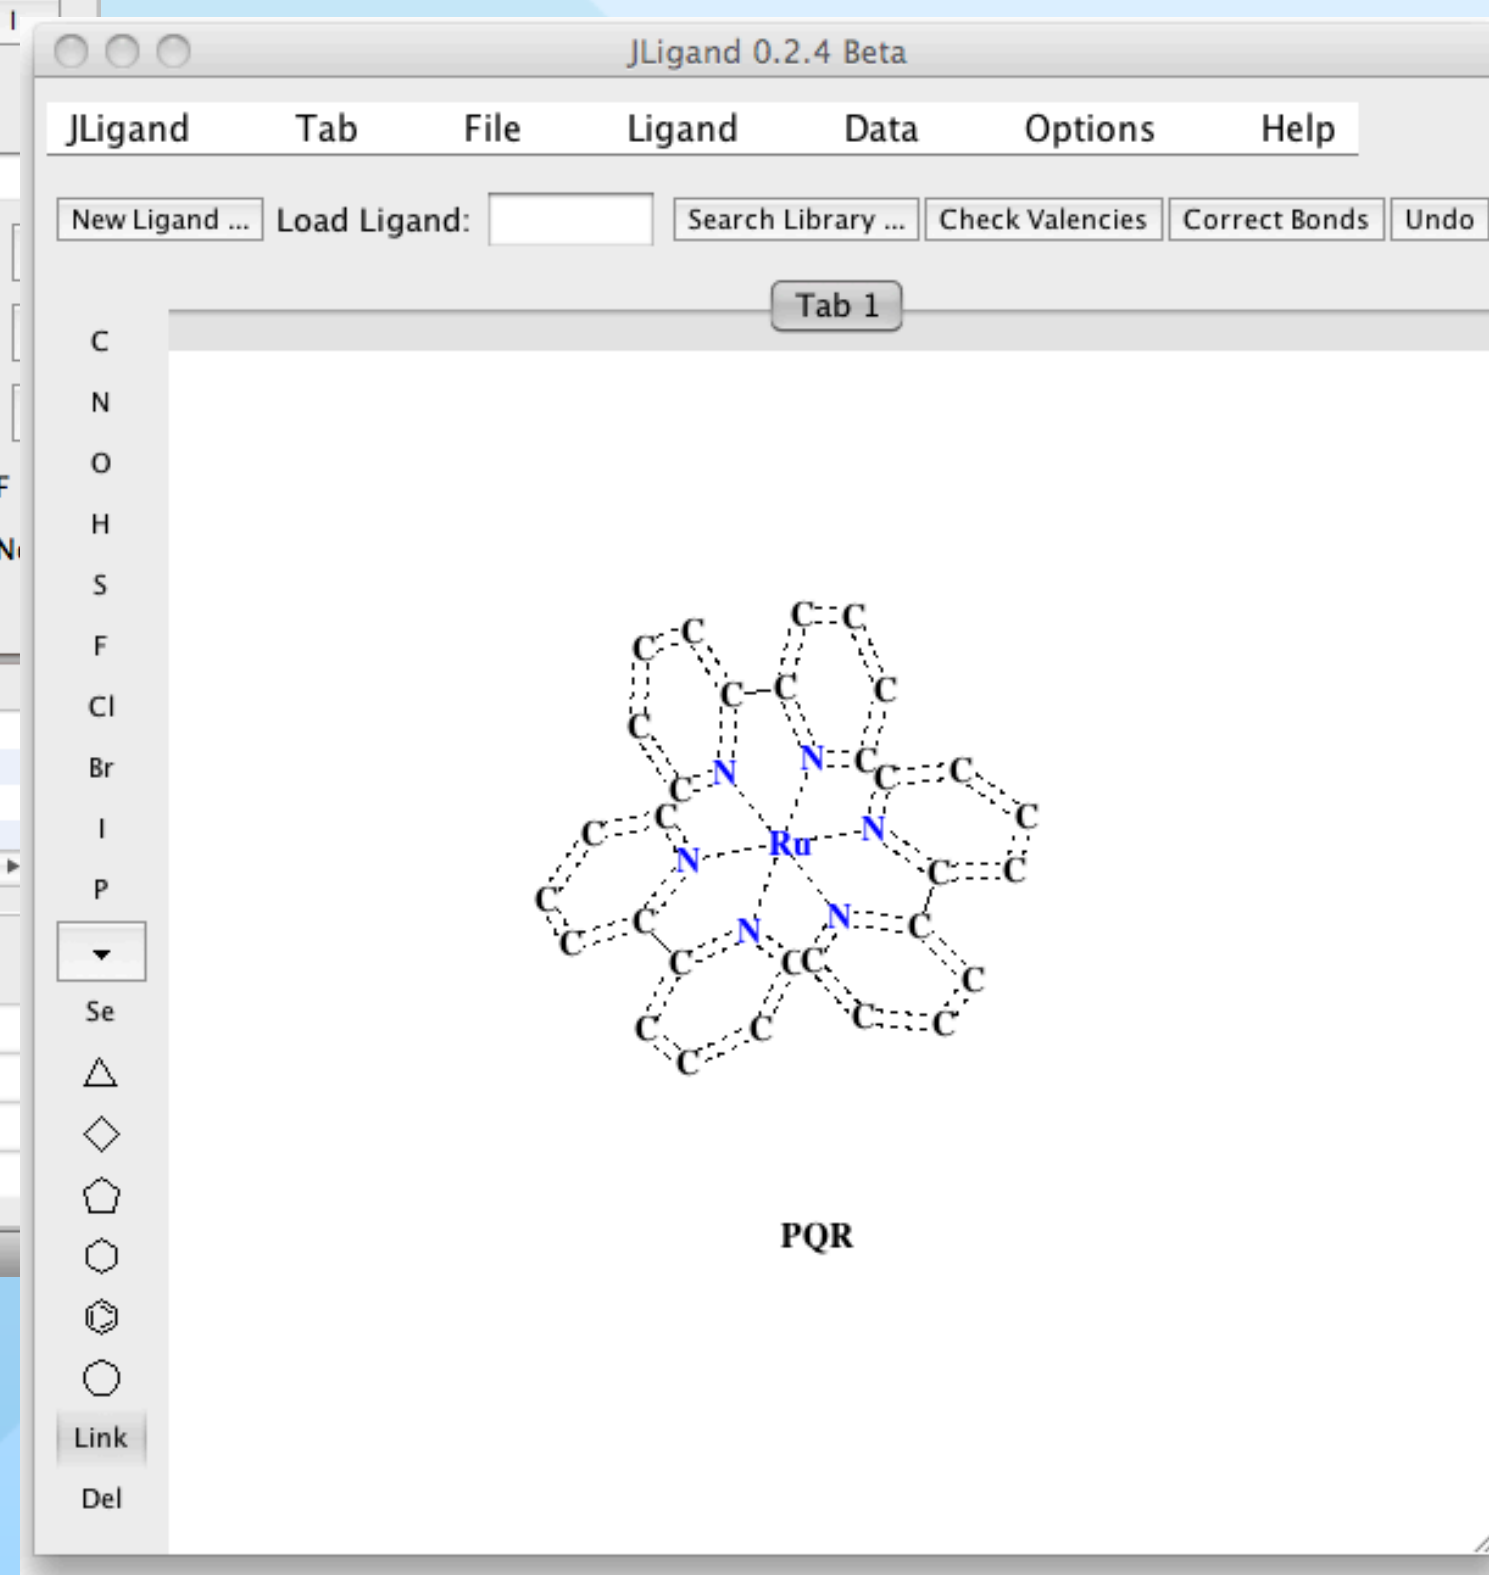 JLigand 0.2.4 Beta
JLigand Tab File Ligand Data Options Help
New Ligand ... Load Ligand: Search Library ... Check Valencies Correct Bonds Undo
Tab 1
C
N
O
H
S
F
Cl
Br
I
P
Se
Link
Del
C C
C C
C C C
C
N N C
C C C
C C
C N
N Ru
C C C
C N C
C N C
C C C C
C C C
C C
C
PQR